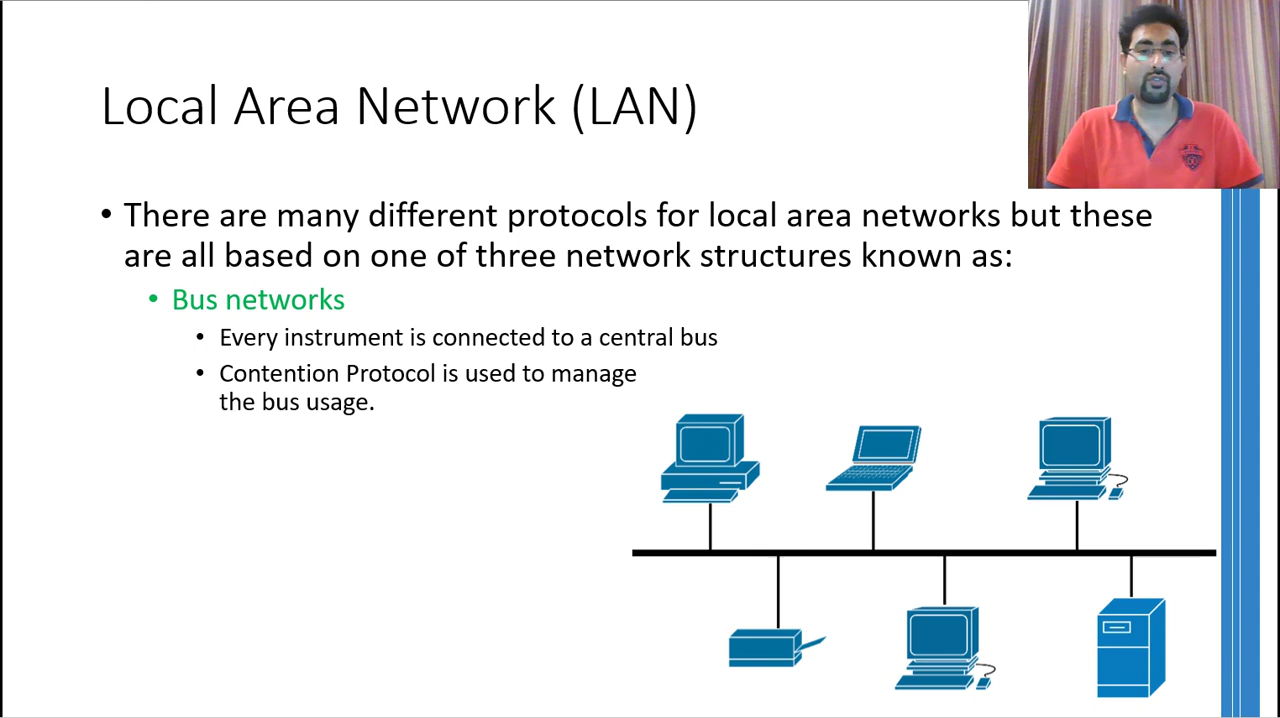 Local Area Network (LAN)
• There are many different protocols for local area networks but these
are all based on one of three network structures known as:
• Bus networks
• Every instrument is connected to a central bus
• Contention Protocol is used to manage
the bus usage.